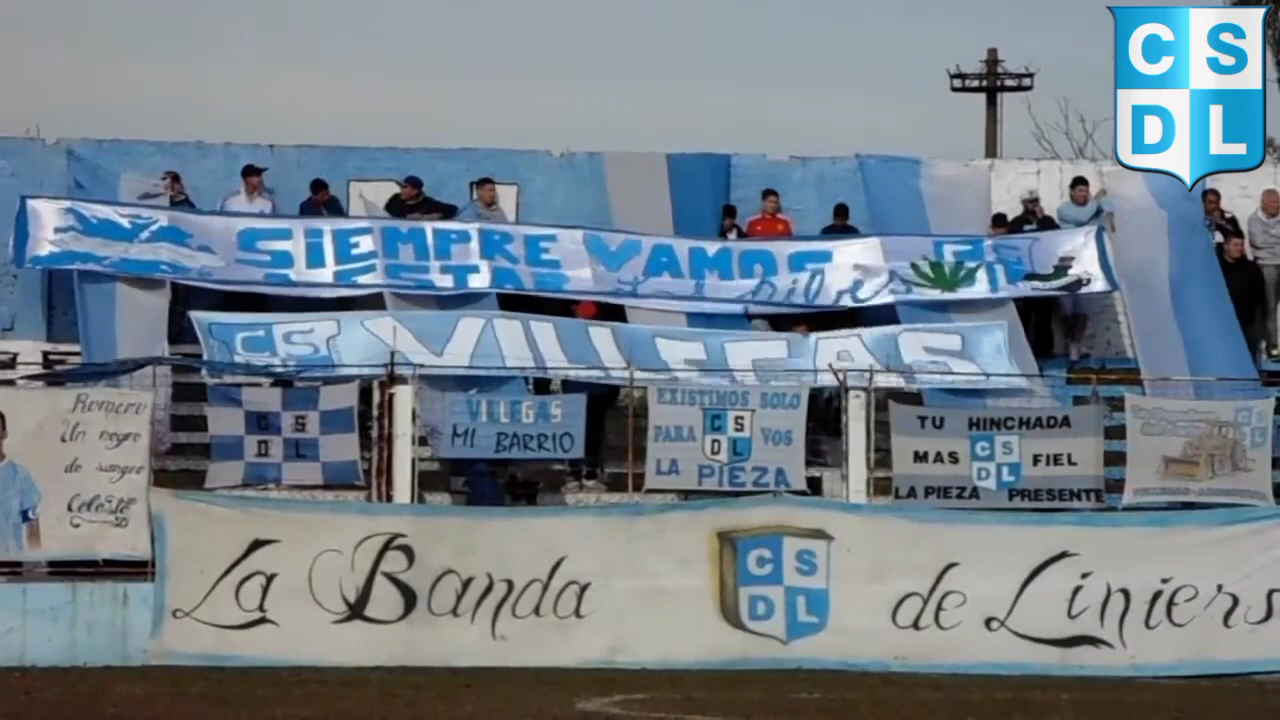 CS
DL
SIEMPRE VAMOS
A ESTAR
CS VILLEGAS
Romero
Un negro
de sangre
Celeste
C S
D L
VILLEGAS
MI BARRIO
EXISTIMOS SOLO
PARA CS DL VOS
LA PIEZA
TU HINCHADA
MAS CS DL FIEL
LA PIEZA PRESENTE
La Banda CS DL de Liniers